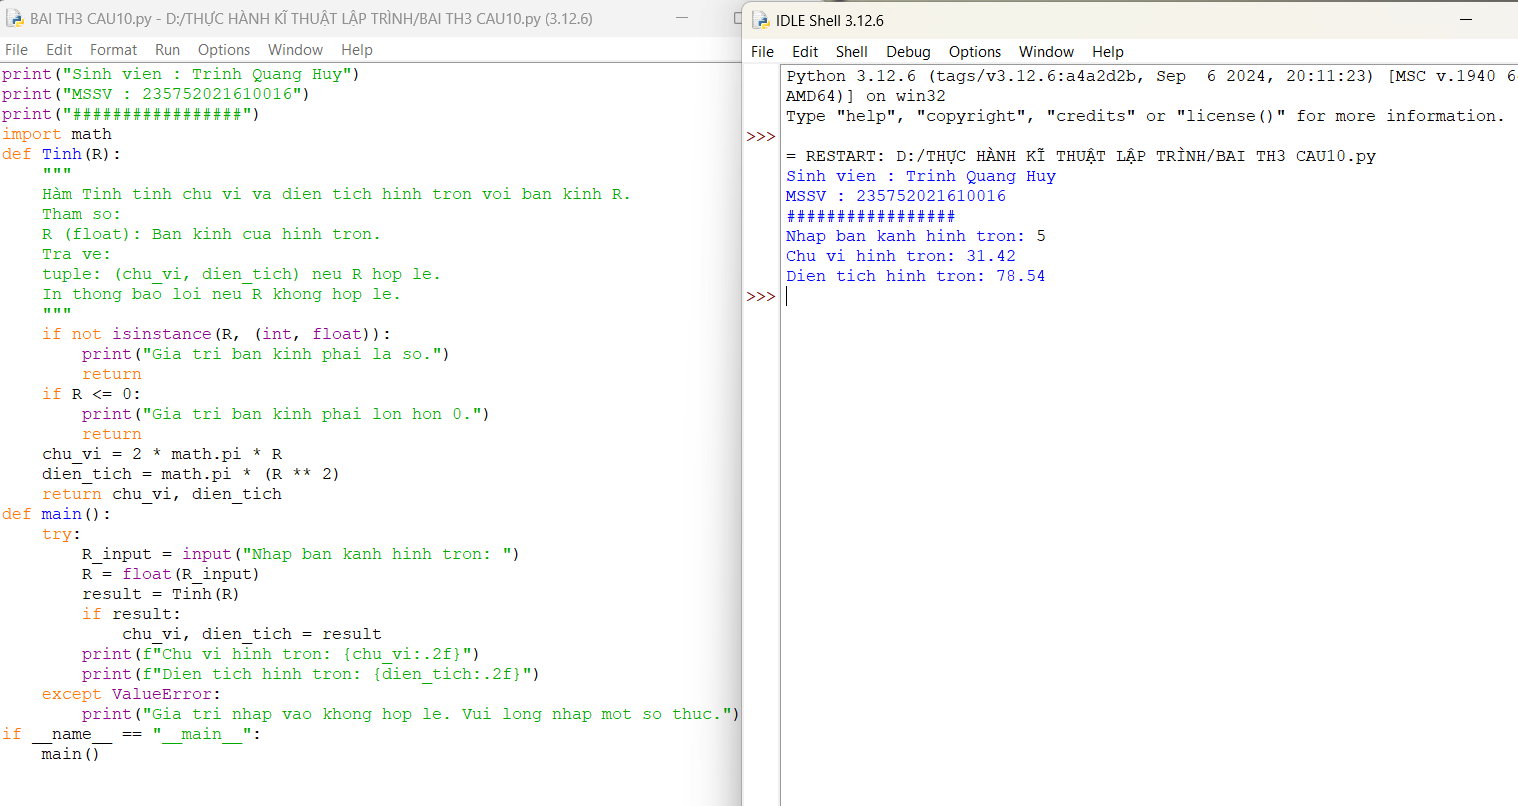 BAI TH3 CAU10.py - D:/THỰC HÀNH KĨ THUẬT LẬP TRÌNH/BAI TH3 CAU10.py (3.12.6)
File Edit Format Run Options Window Help
print("Sinh vien : Trinh Quang Huy")
print("MSSV : 235752021610016")
print("#################")
import math
def Tinh(R):
    """
    Hàm Tinh tinh chu vi va dien tich hinh tron voi ban kinh R.
    Tham so:
    R (float): Ban kinh cua hinh tron.
    Tra ve:
    tuple: (chu_vi, dien_tich) neu R hop le.
    In thong bao loi neu R khong hop le.
    """
    if not isinstance(R, (int, float)):
        print("Gia tri ban kinh phai la so.")
        return
    if R <= 0:
        print("Gia tri ban kinh phai lon hon 0.")
        return
    chu_vi = 2 * math.pi * R
    dien_tich = math.pi * (R ** 2)
    return chu_vi, dien_tich
def main():
    try:
        R_input = input("Nhap ban kanh hinh tron: ")
        R = float(R_input)
        result = Tinh(R)
        if result:
            chu_vi, dien_tich = result
        print(f"Chu vi hinh tron: {chu_vi:.2f}")
        print(f"Dien tich hinh tron: {dien_tich:.2f}")
    except ValueError:
        print("Gia tri nhap vao khong hop le. Vui long nhap mot so thuc.")
if __name__ == "__main__":
    main()
IDLE Shell 3.12.6
File Edit Shell Debug Options Window Help
Python 3.12.6 (tags/v3.12.6:a4a2d2b, Sep  6 2024, 20:11:23) [MSC v.1940 6
AMD64)] on win32
Type "help", "copyright", "credits" or "license()" for more information.
>>>
= RESTART: D:/THỰC HÀNH KĨ THUẬT LẬP TRÌNH/BAI TH3 CAU10.py
Sinh vien : Trinh Quang Huy
MSSV : 235752021610016
#################
Nhap ban kanh hinh tron: 5
Chu vi hinh tron: 31.42
Dien tich hinh tron: 78.54
>>>